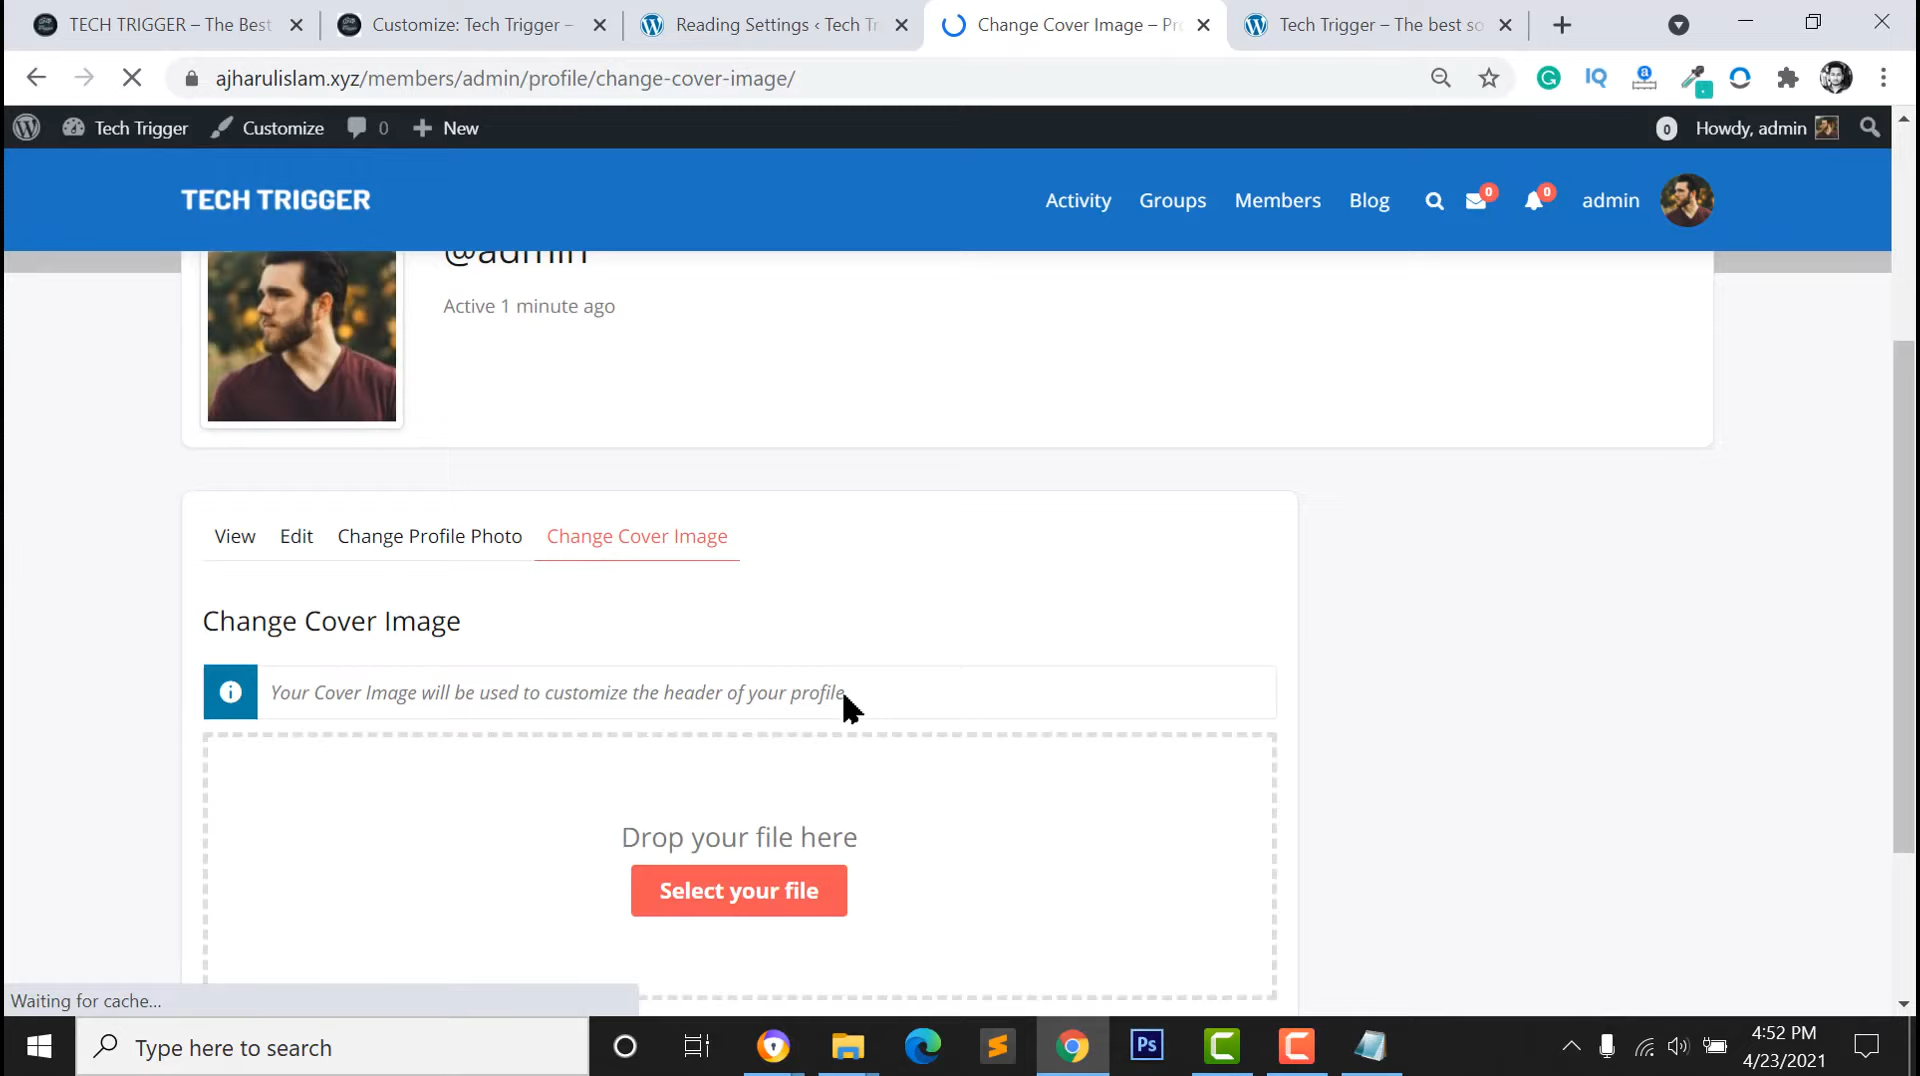 TECH TRIGGER – The Best
Customize: Tech Trigger –
Reading Settings ‹ Tech Tr
Change Cover Image – Pr
Tech Trigger – The best so
ajharulislam.xyz/members/admin/profile/change-cover-image/
Tech Trigger
Customize
0
New
0
Howdy, admin
TECH TRIGGER
Activity
Groups
Members
Blog
0
0
admin
@admin
Active 1 minute ago
View
Edit
Change Profile Photo
Change Cover Image
Change Cover Image
Your Cover Image will be used to customize the header of your profile.
Drop your file here
Select your file
Waiting for cache...
Type here to search
Ps
4:52 PM
4/23/2021